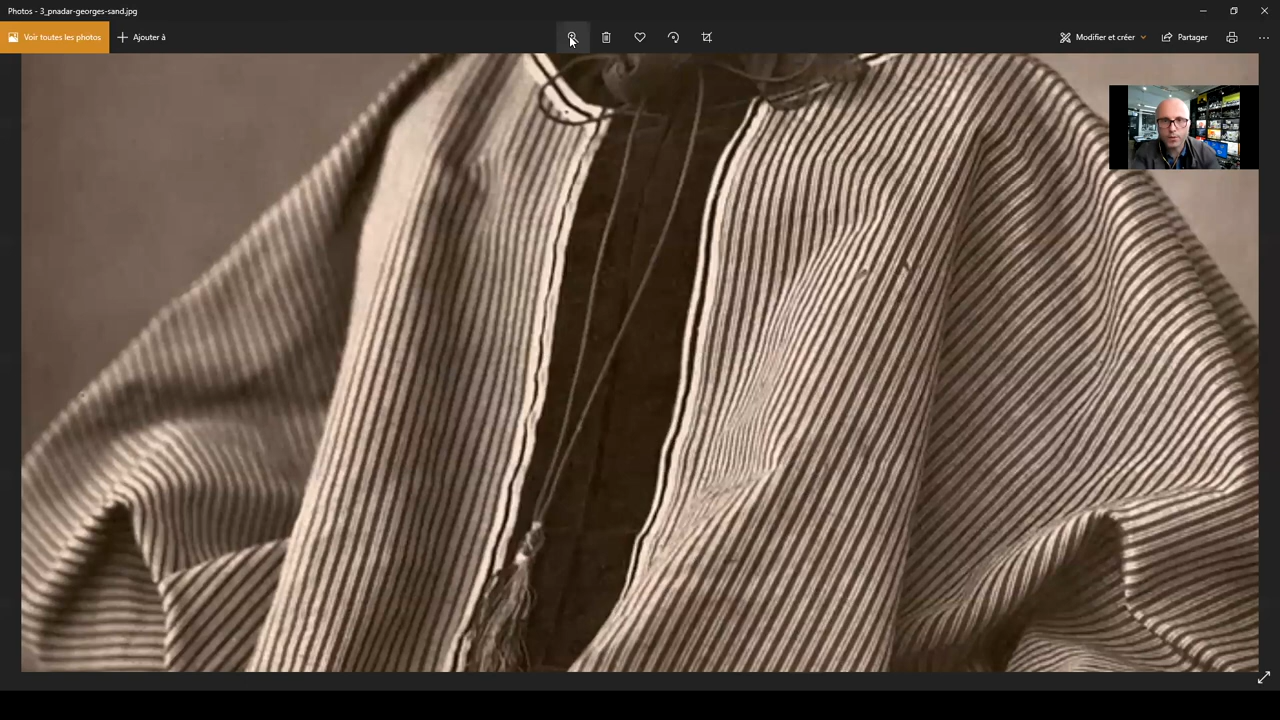 Photos - 3_pnadar-georges-sand.jpg
Voir toutes les photos
Ajouter à
Modifier et créer
Partager